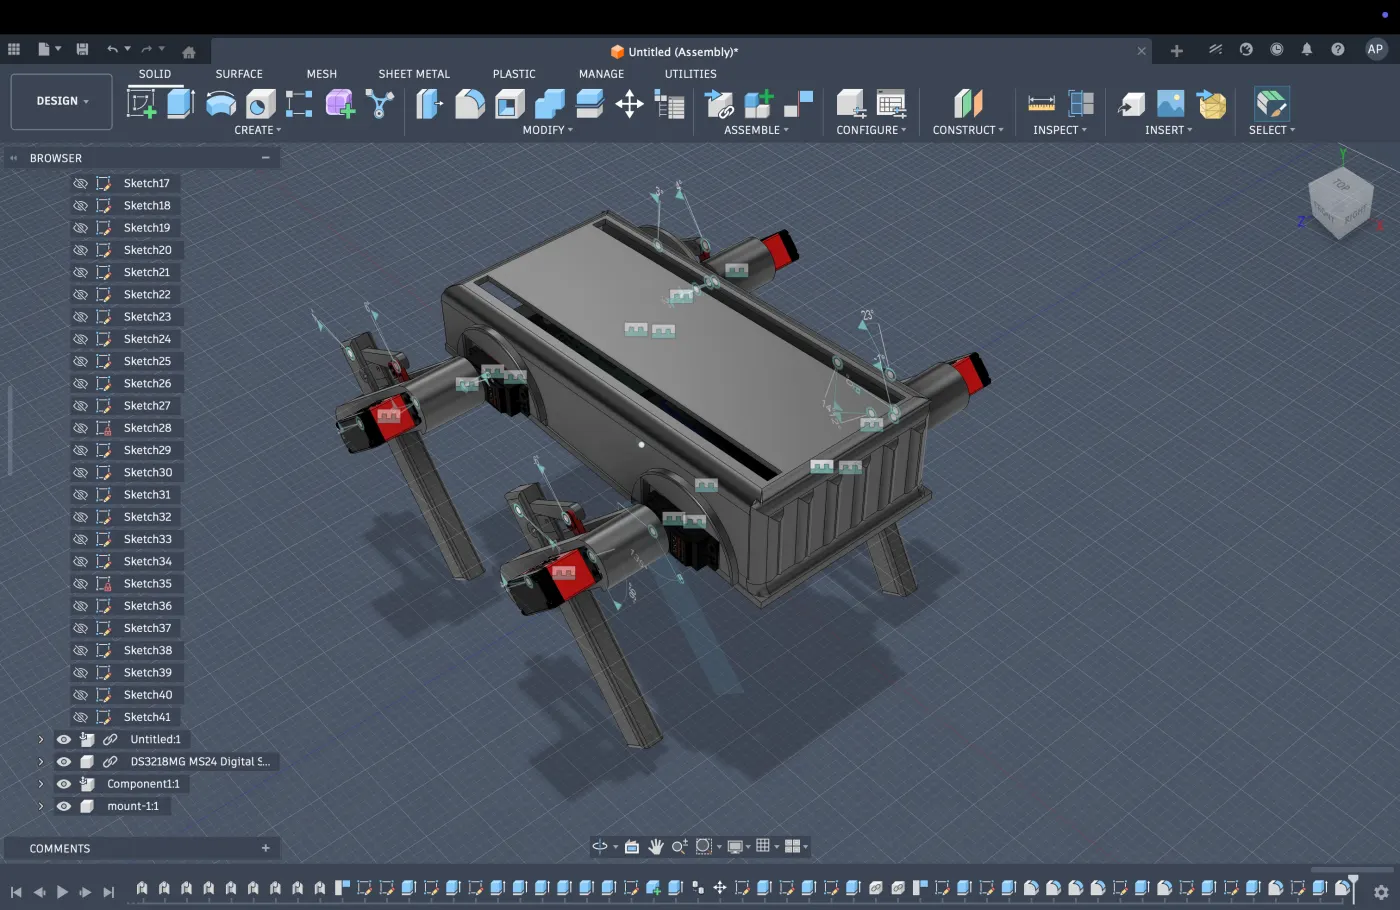 Untitled (Assembly)*
AP
DESIGN
SOLID
SURFACE
MESH
SHEET METAL
PLASTIC
MANAGE
UTILITIES
CREATE
MODIFY
ASSEMBLE
CONFIGURE
CONSTRUCT
INSPECT
INSERT
SELECT
BROWSER
Sketch17
Sketch18
Sketch19
Sketch20
Sketch21
Sketch22
Sketch23
Sketch24
Sketch25
Sketch26
Sketch27
Sketch28
Sketch29
Sketch30
Sketch31
Sketch32
Sketch33
Sketch34
Sketch35
Sketch36
Sketch37
Sketch38
Sketch39
Sketch40
Sketch41
Untitled:1
DS3218MG MS24 Digital S...
Component1:1
mount-1:1
COMMENTS
Y
TOP
RIGHT
Z
X
23°